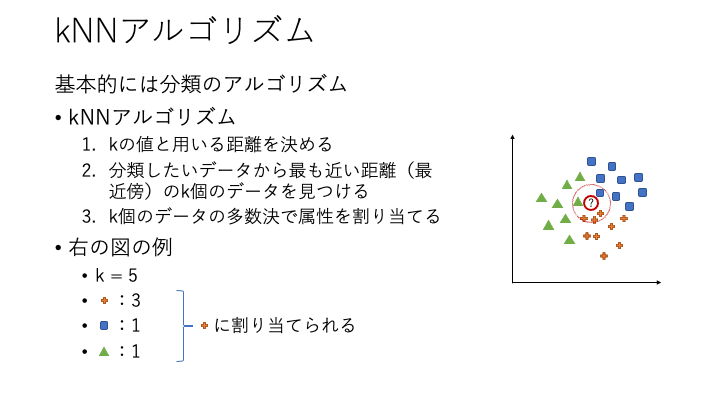 kNNアルゴリズム
基本的には分類のアルゴリズム
• kNNアルゴリズム
1. kの値と用いる距離を決める
2. 分類したいデータから最も近い距離（最
近傍）のk個のデータを見つける
3. k個のデータの多数決で属性を割り当てる
• 右の図の例
• k = 5
• ：3
• ：1
に割り当てられる
• ：1
?